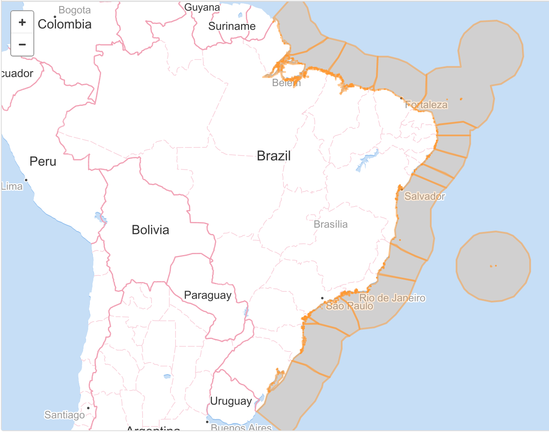 +
−
Bogota
Colombia
Guyana
Suriname
cuador
Belém
Fortaleza
Peru
Brazil
Lima
Salvador
Bolivia
Brasília
Paraguay
Rio de Janeiro
São Paulo
Uruguay
Santiago
Argentina
Buenos Aires